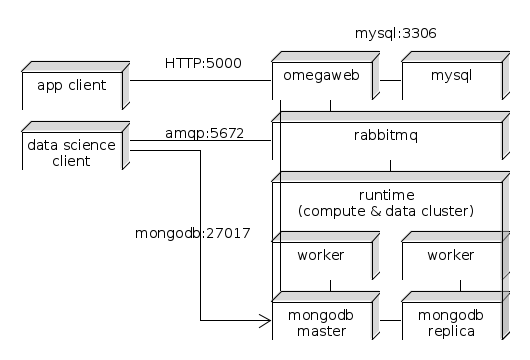 mysql:3306
HTTP:5000
omegaweb
mysql
app client
amqp:5672
rabbitmq
data science
client
runtime
(compute & data cluster)
mongodb:27017
worker
worker
mongodb
master
mongodb
replica